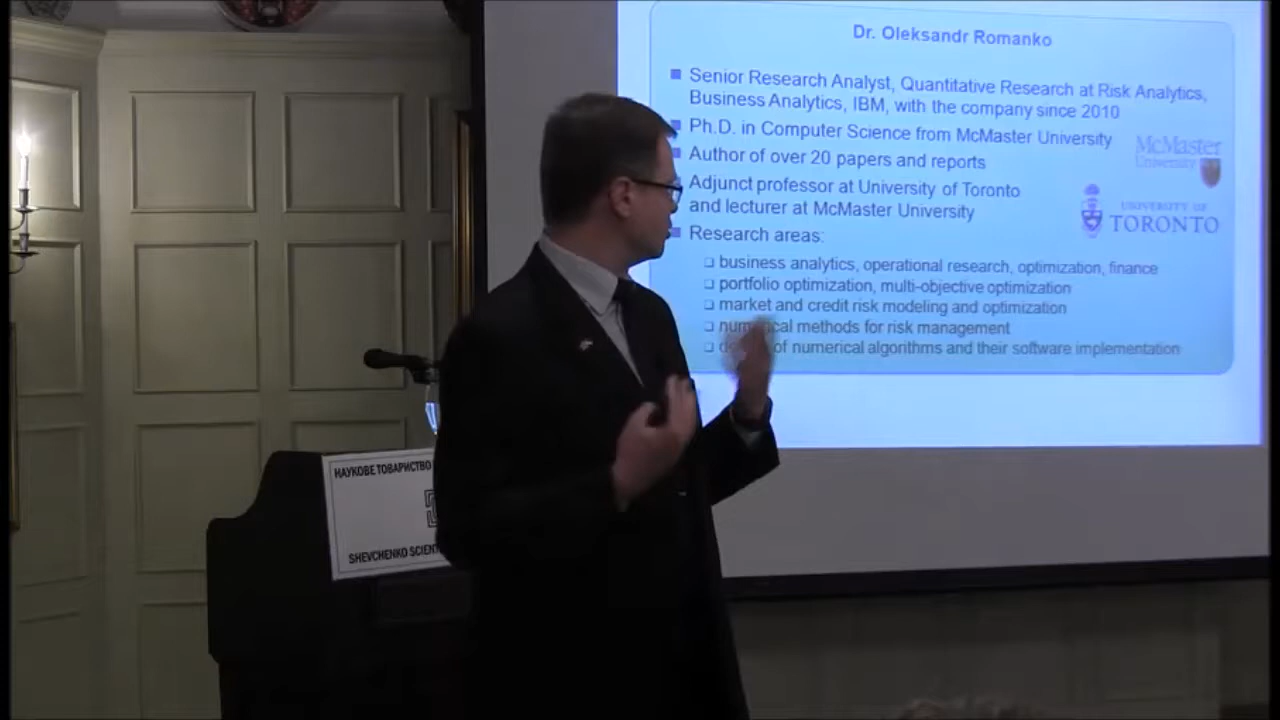 Dr. Oleksandr Romanko
Senior Research Analyst, Quantitative Research at Risk Analytics,
Business Analytics, IBM, with the company since 2010
Ph.D. in Computer Science from McMaster University
Author of over 20 papers and reports
Adjunct professor at University of Toronto
and lecturer at McMaster University
Research areas:
business analytics, operational research, optimization, finance
portfolio optimization, multi-objective optimization
market and credit risk modeling and optimization
numerical methods for risk management
of numerical algorithms and their software implementation
McMaster
University
UNIVERSITY OF
TORONTO
НАУКОВЕ ТОВАРИСТВО
SHEVCHENKO SCIENT